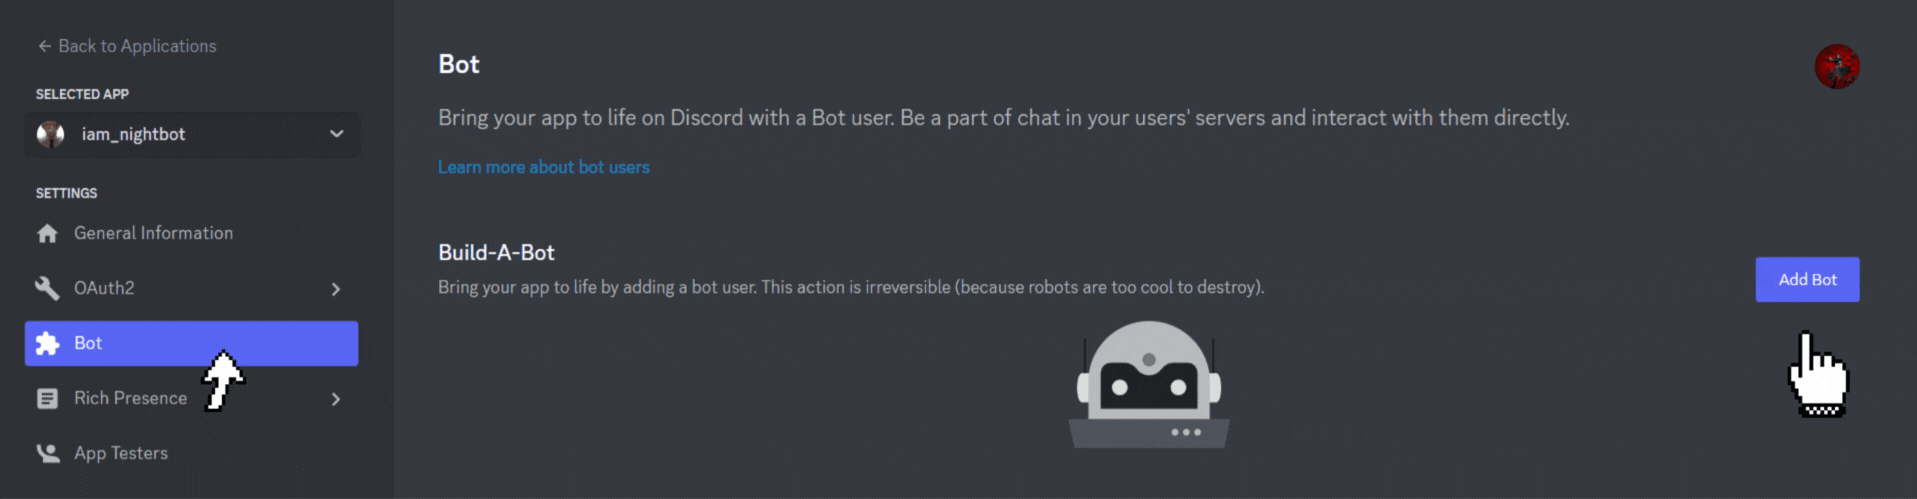 Back to Applications
SELECTED APP
iam_nightbot
SETTINGS
General Information
OAuth2
Bot
Rich Presence
App Testers
Bot
Bring your app to life on Discord with a Bot user. Be a part of chat in your users' servers and interact with them directly.
Learn more about bot users
Build-A-Bot
Bring your app to life by adding a bot user. This action is irreversible (because robots are too cool to destroy).
Add Bot